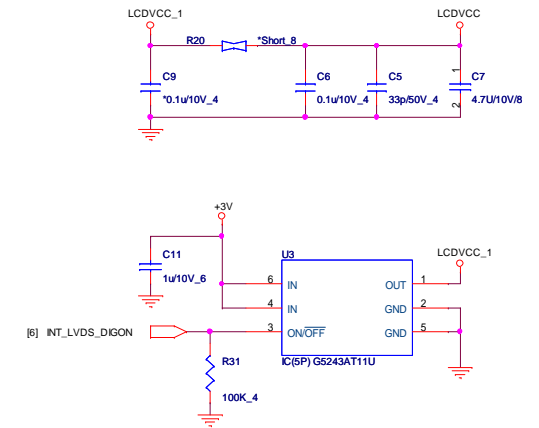 LCDVCC_1
LCDVCC
R20
*Short_8
C9
*0.1u/10V_4
C6
0.1u/10V_4
C5
33p/50V_4
1
2
C7
4.7U/10V/8
+3V
C11
1u/10V_6
U3
LCDVCC_1
6 IN OUT 1
4 IN GND 2
[6] INT_LVDS_DIGON
3 ON/OFF GND 5
IC(5P) G5243AT11U
R31
100K_4